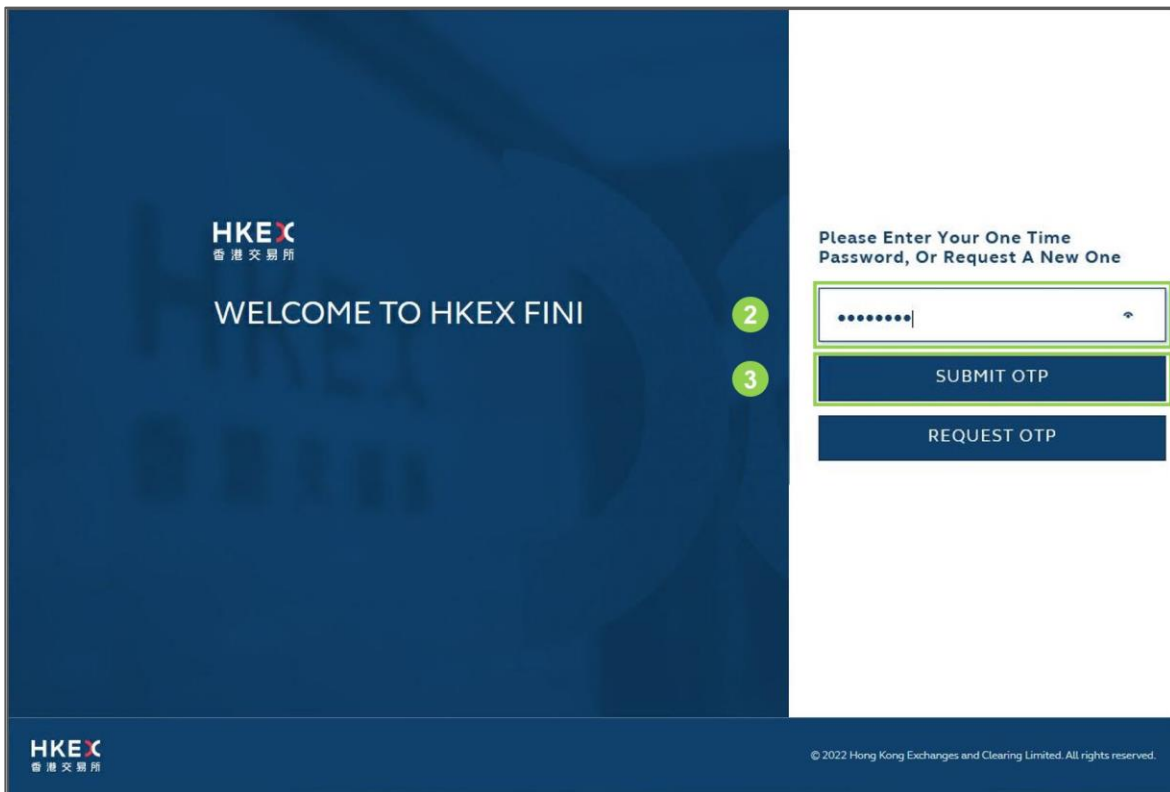 HKEX
香港交易所
WELCOME TO HKEX FINI
Please Enter Your One Time
Password, Or Request A New One
2
••••••••
3
SUBMIT OTP
REQUEST OTP
HKEX
香港交易所
© 2022 Hong Kong Exchanges and Clearing Limited. All rights reserved.